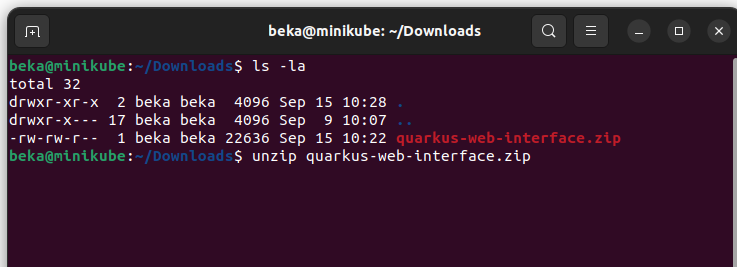 beka@minikube: ~/Downloads
beka@minikube:~/Downloads$ ls -la
total 32
drwxr-xr-x  2 beka beka  4096 Sep 15 10:28 .
drwxr-x--- 17 beka beka  4096 Sep  9 10:07 ..
-rw-rw-r--  1 beka beka 22636 Sep 15 10:22 quarkus-web-interface.zip
beka@minikube:~/Downloads$ unzip quarkus-web-interface.zip